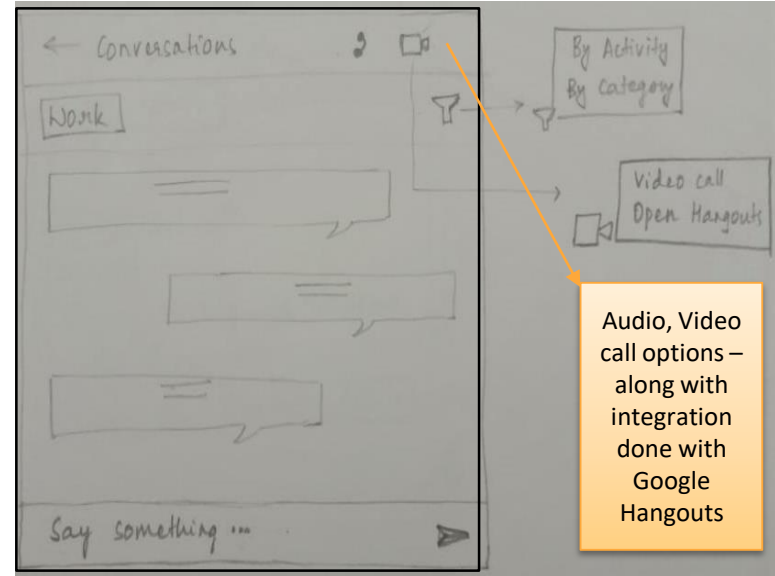 Conversations
By Activity
By Category
Work
Video call
Open Hangouts
Audio, Video
call options –
along with
integration
done with
Google
Hangouts
Say something ...